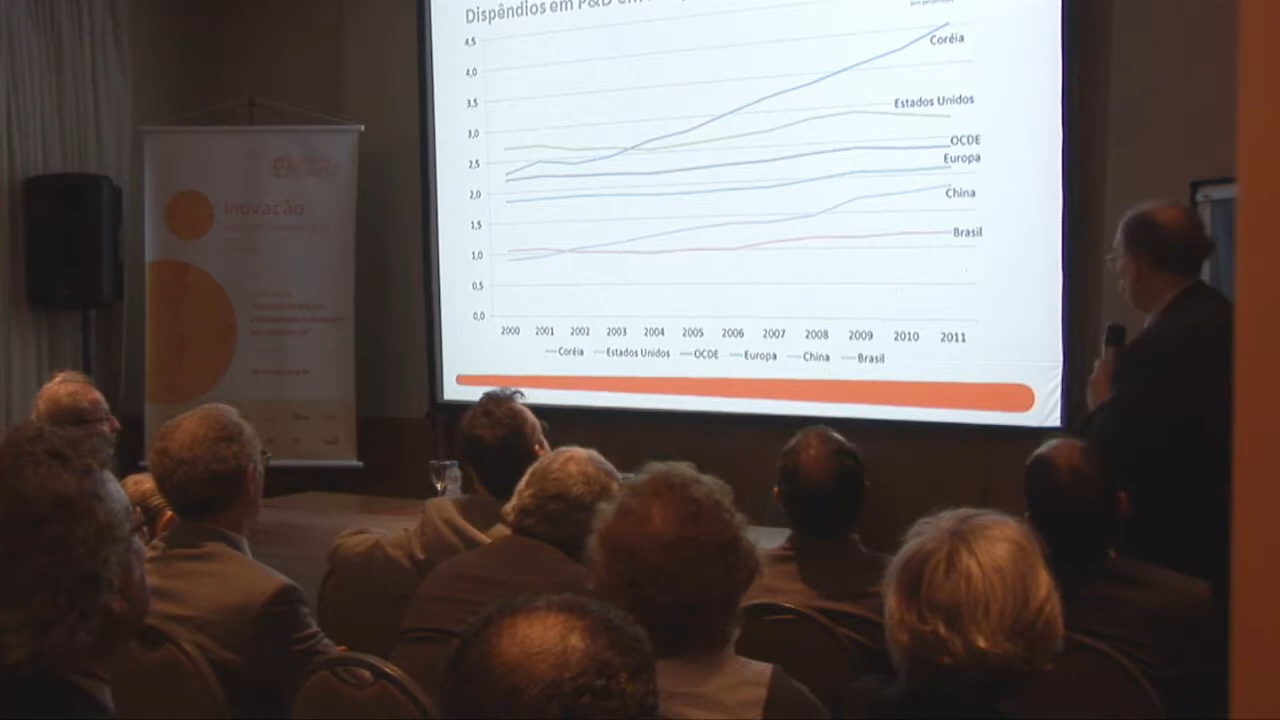 Dispêndios em P&D em
4,5
4,0
3,5
3,0
2,5
2,0
1,5
1,0
0,5
0,0
Coréia
Estados Unidos
OCDE
Europa
China
Brasil
2000 2001 2002 2003 2004 2005 2006 2007 2008 2009 2010 2011
Coréia Estados Unidos OCDE Europa China Brasil
Inovação